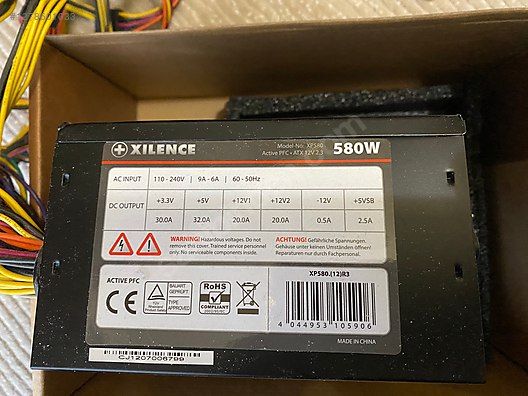 XILENCE
Model-No: XP580
Active PFC • ATX 12V 2.3
580W
AC INPUT 110 - 240V 9A - 6A 60 - 50Hz
DC OUTPUT +3.3V +5V +12V1 +12V2 -12V +5VSB
30.0A 32.0A 20.0A 20.0A 0.5A 2.5A
WARNING! Hazardous voltages. Do not
remove this cover. Trained service personnel
only. No serviceable components inside.
ACHTUNG! Gefährliche Spannungen.
Gehäuse unter keinen Umständen öffnen!
Reparaturen nur durch Fachpersonal.
ACTIVE PFC
CE
BAUART
GEPRÜFT
TYPE
APPROVED
RoHS
COMPLIANT
2002/95/EC
XP580.(12)R3
4 044953 105906
MADE IN CHINA
CJ1207006799